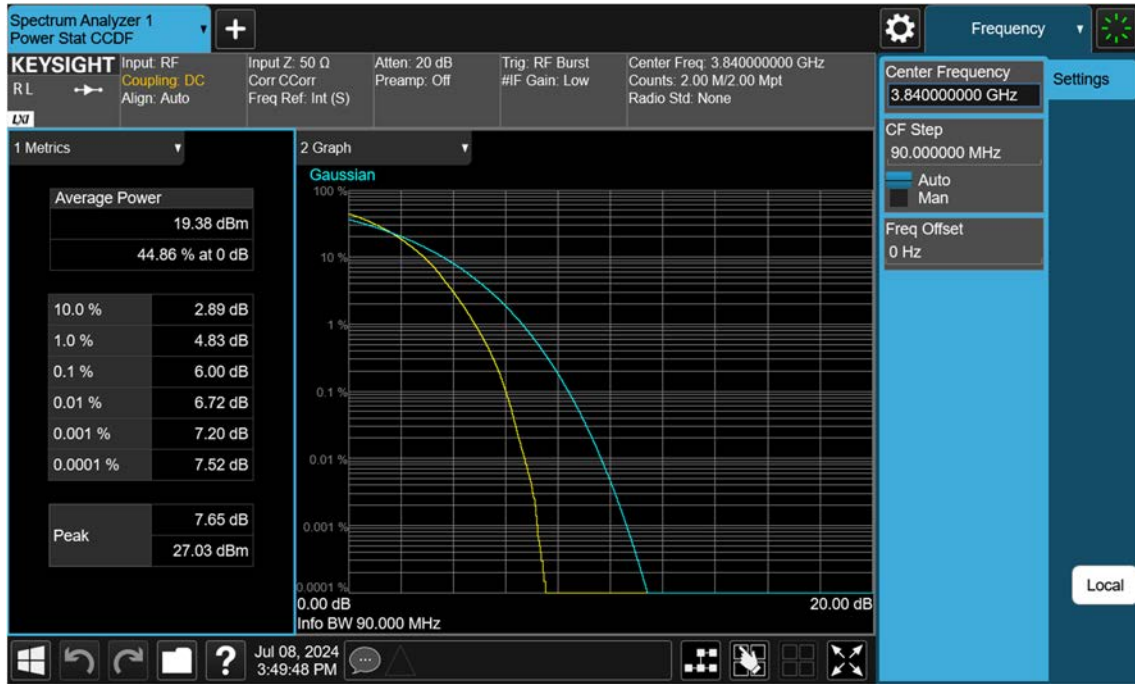 Spectrum Analyzer 1
Power Stat CCDF
+
Frequency
KEYSIGHT
RL
LXI
Input: RF
Coupling: DC
Align: Auto
Input Z: 50 Ω
Corr CCorr
Freq Ref: Int (S)
Atten: 20 dB
Preamp: Off
Trig: RF Burst
#IF Gain: Low
Center Freq: 3.840000000 GHz
Counts: 2.00 M/2.00 Mpt
Radio Std: None
Center Frequency
3.840000000 GHz
Settings
CF Step
90.000000 MHz
Auto
Man
Freq Offset
0 Hz
1 Metrics
Average Power
19.38 dBm
44.86 % at 0 dB
10.0 % 2.89 dB
1.0 % 4.83 dB
0.1 % 6.00 dB
0.01 % 6.72 dB
0.001 % 7.20 dB
0.0001 % 7.52 dB
Peak
7.65 dB
27.03 dBm
2 Graph
Gaussian
100 %
10 %
1 %
0.1 %
0.01 %
0.001 %
0.0001 %
0.00 dB 20.00 dB
Info BW 90.000 MHz
Local
?
Jul 08, 2024
3:49:48 PM